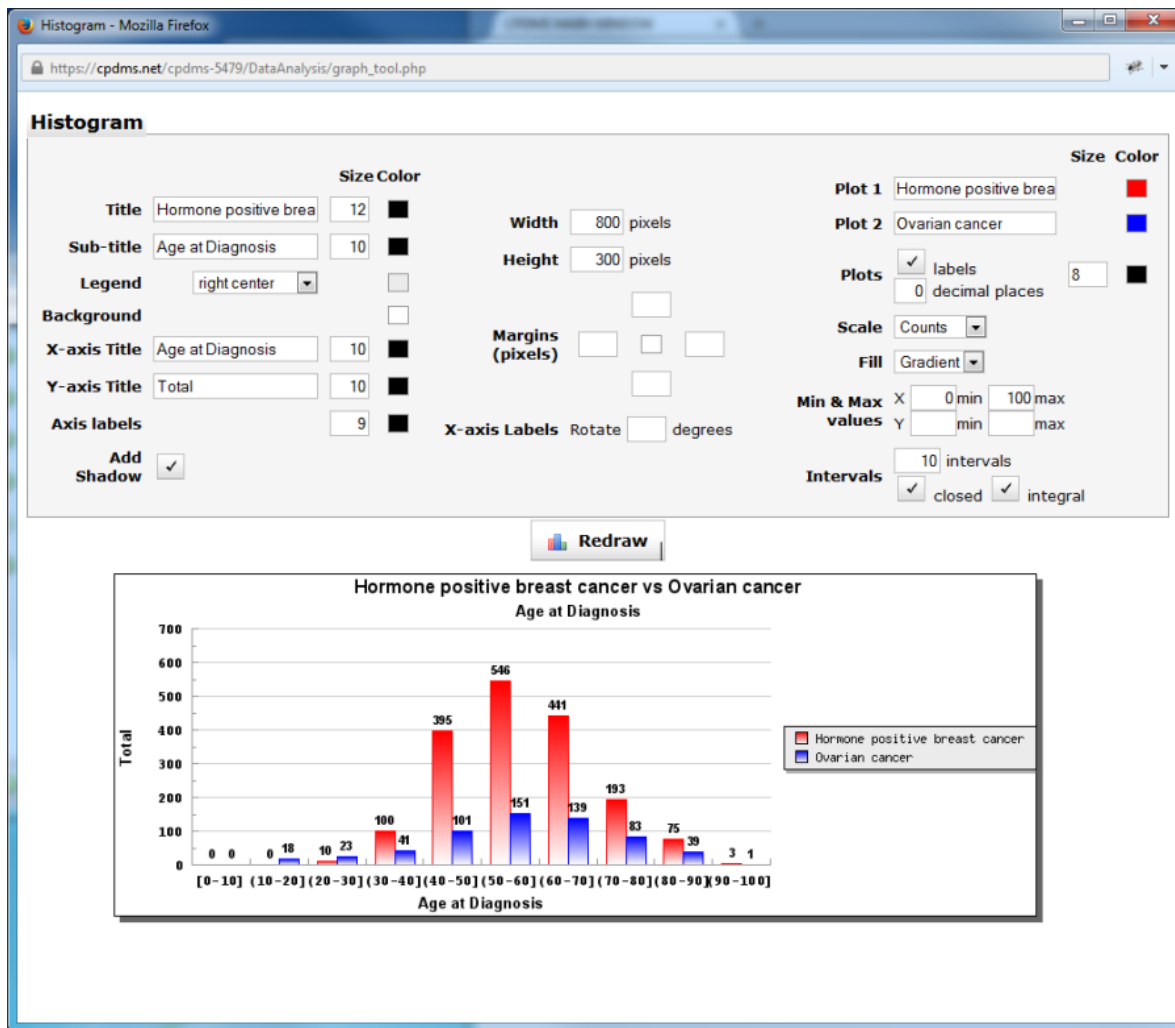 Histogram - Mozilla Firefox
https://cpdms.net/cpdms-5479/DataAnalysis/graph_tool.php
Histogram
Size Color
Title Hormone positive brea 12
Sub-title Age at Diagnosis 10
Legend right center
Background
X-axis Title Age at Diagnosis 10
Y-axis Title Total 10
Axis labels 9
Add Shadow
Width 800 pixels
Height 300 pixels
Margins
(pixels)
X-axis Labels Rotate degrees
Size Color
Plot 1 Hormone positive brea
Plot 2 Ovarian cancer
Plots labels 8
0 decimal places
Scale Counts
Fill Gradient
Min & Max values X 0 min 100 max
Y min max
Intervals 10 intervals
closed integral
Redraw
Hormone positive breast cancer vs Ovarian cancer
Age at Diagnosis
Total
700
600
500
400
300
200
100
0
0 0 0 18 10 23 100 41 395 101 546 151 441 139 193 83 75 39 3 1
[0-10] (10-20] (20-30] (30-40] (40-50] (50-60] (60-70] (70-80] (80-90] (90-100]
Age at Diagnosis
Hormone positive breast cancer
Ovarian cancer